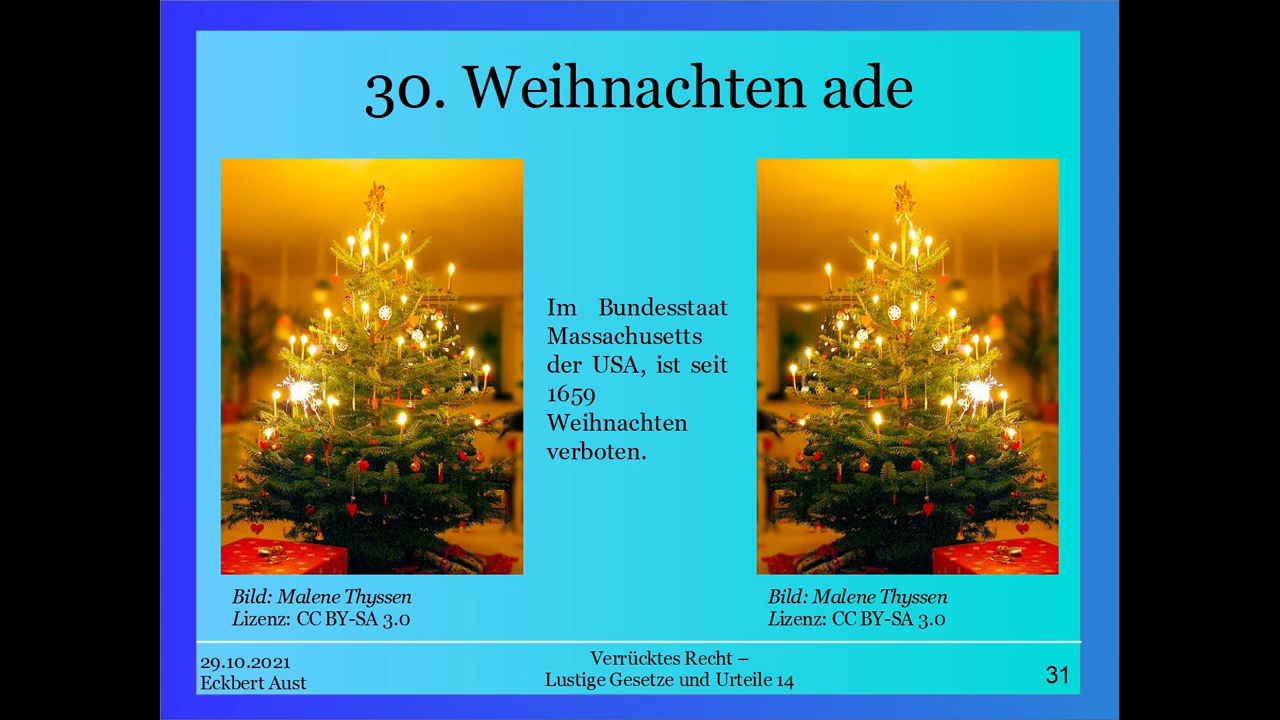 30. Weihnachten ade
Im Bundesstaat
Massachusetts
der USA, ist seit
1659
Weihnachten
verboten.
Bild: Malene Thyssen
Lizenz: CC BY-SA 3.0
Bild: Malene Thyssen
Lizenz: CC BY-SA 3.0
29.10.2021
Eckbert Aust
Verrücktes Recht –
Lustige Gesetze und Urteile 14
31